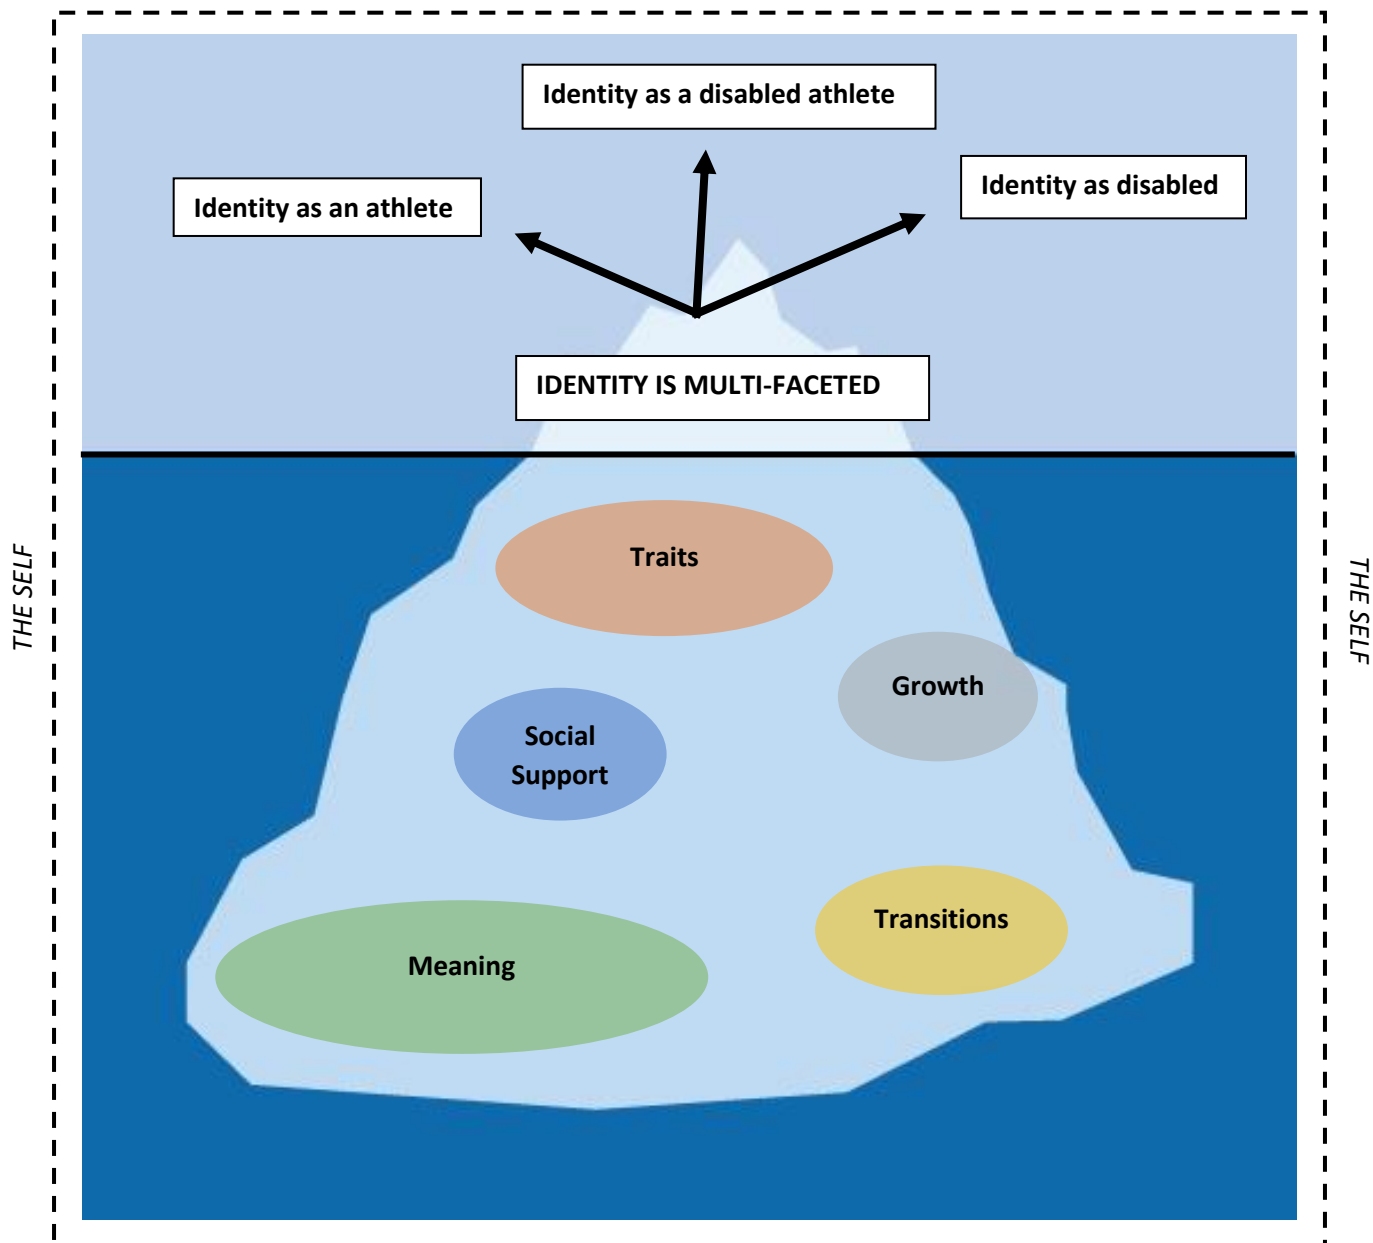 Identity as a disabled athlete
Identity as disabled
Identity as an athlete
IDENTITY IS MULTI-FACETED
THE SELF
THE SELF
Traits
Growth
Social
Support
Transitions
Meaning